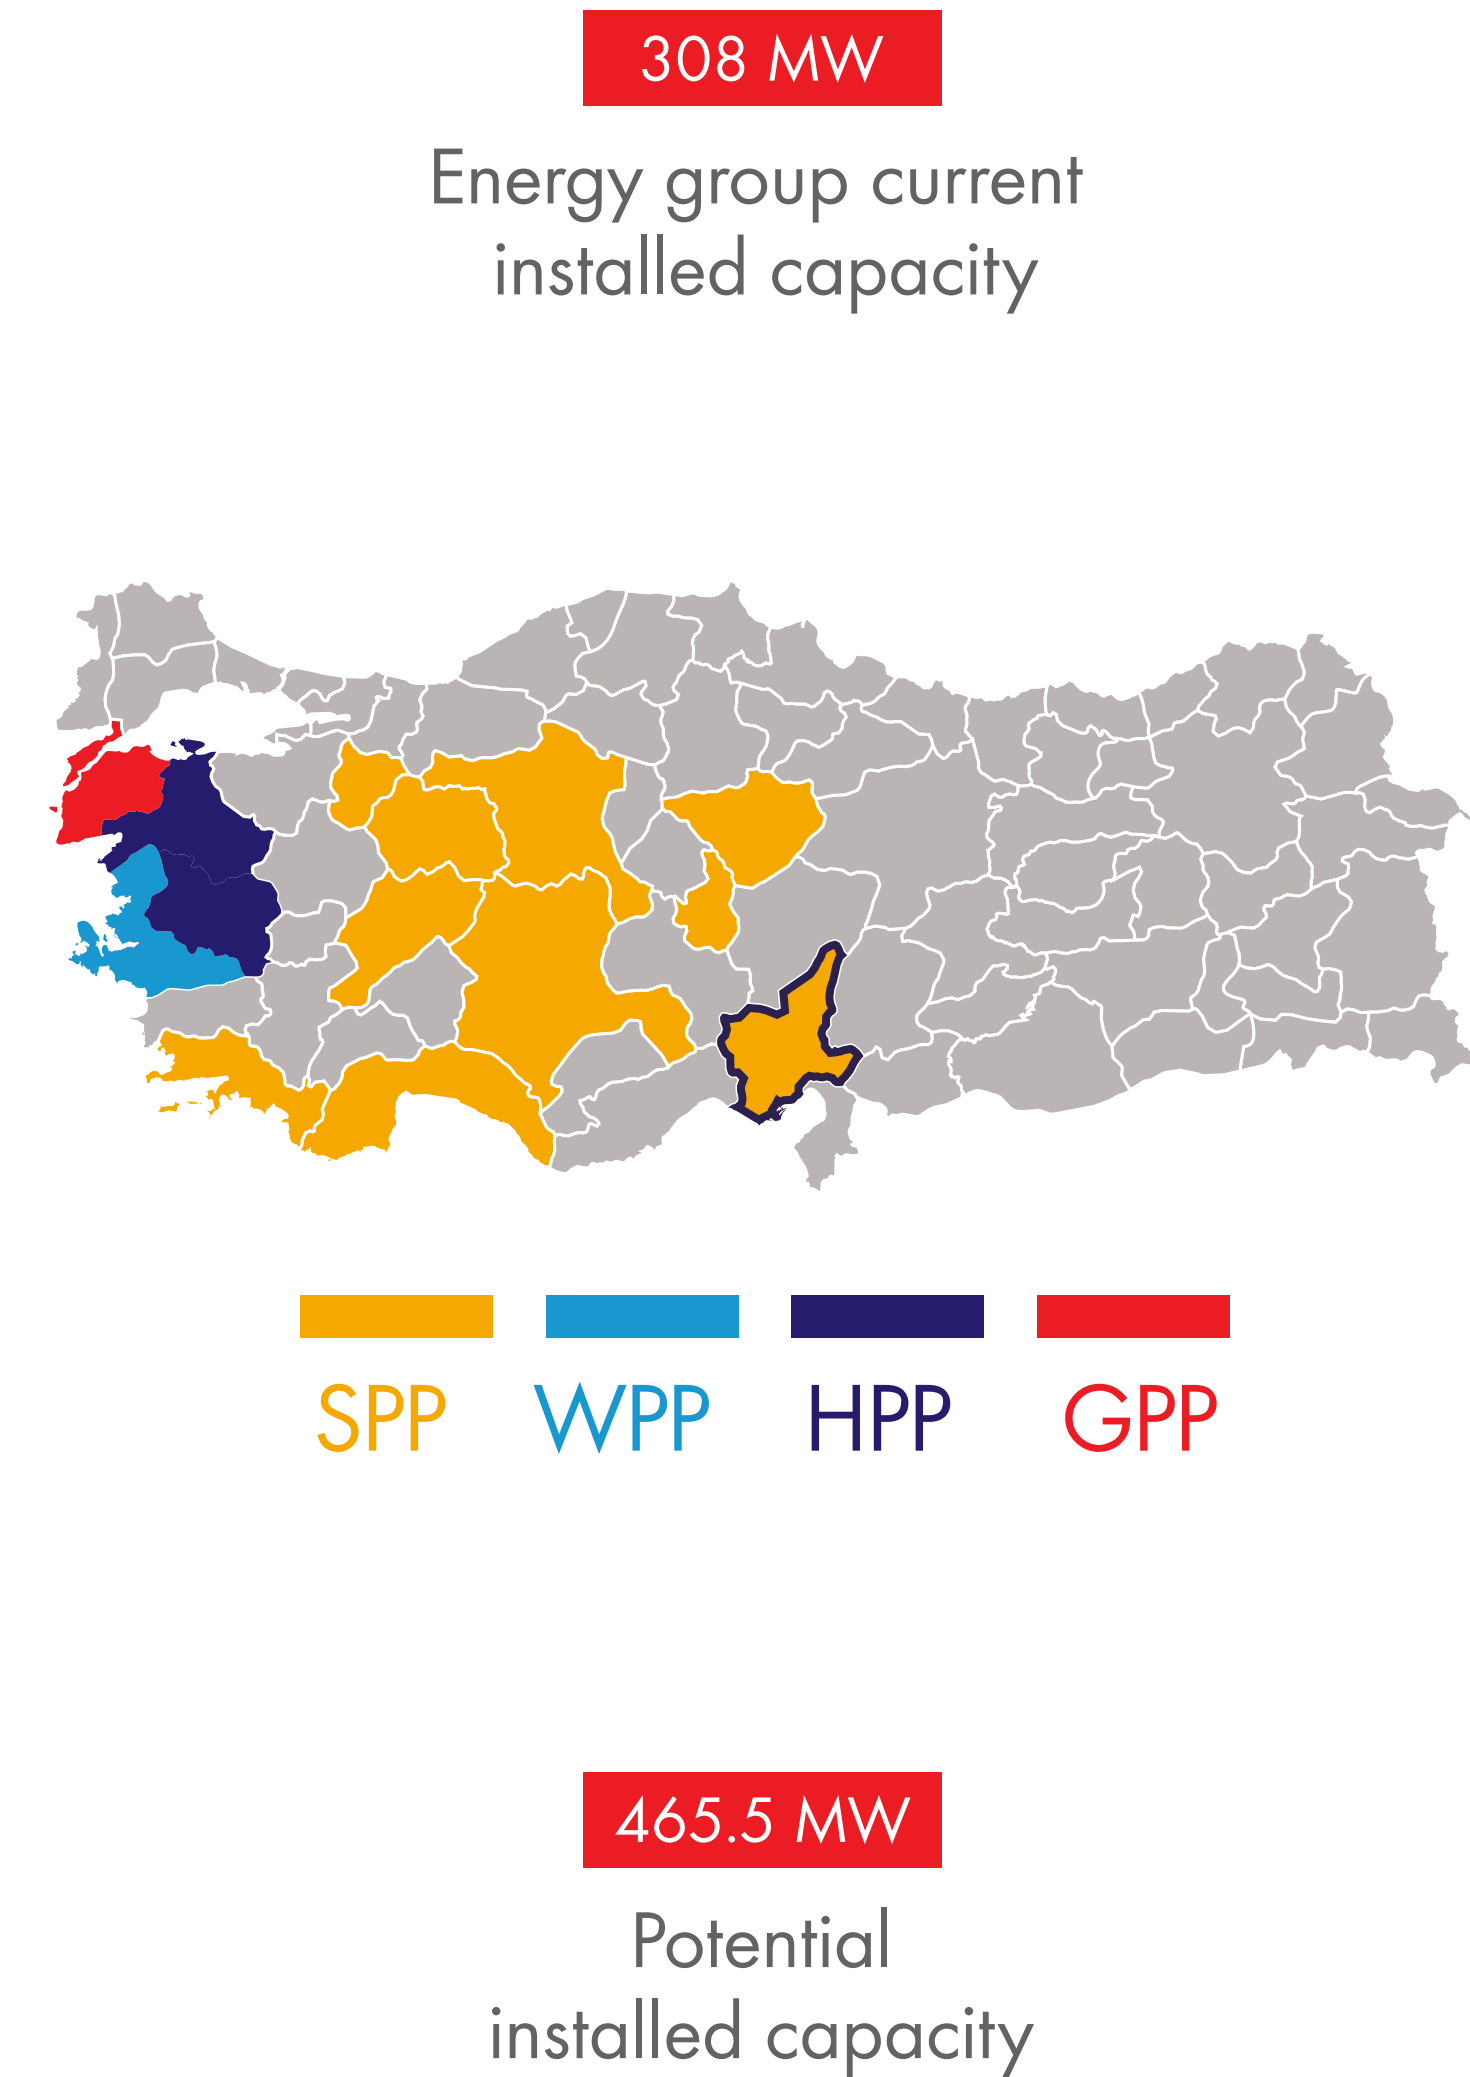 308 MW
Energy group current
installed capacity
SPP WPP HPP GPP
465.5 MW
Potential
installed capacity